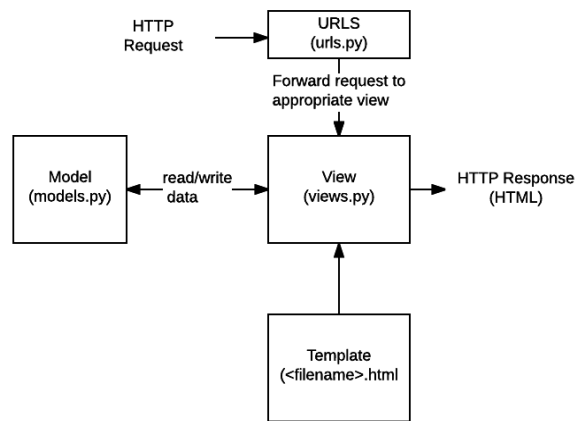 HTTP
Request
URLS
(urls.py)
Forward request to
appropriate view
Model
(models.py)
read/write
data
View
(views.py)
HTTP Response
(HTML)
Template
(<filename>.html